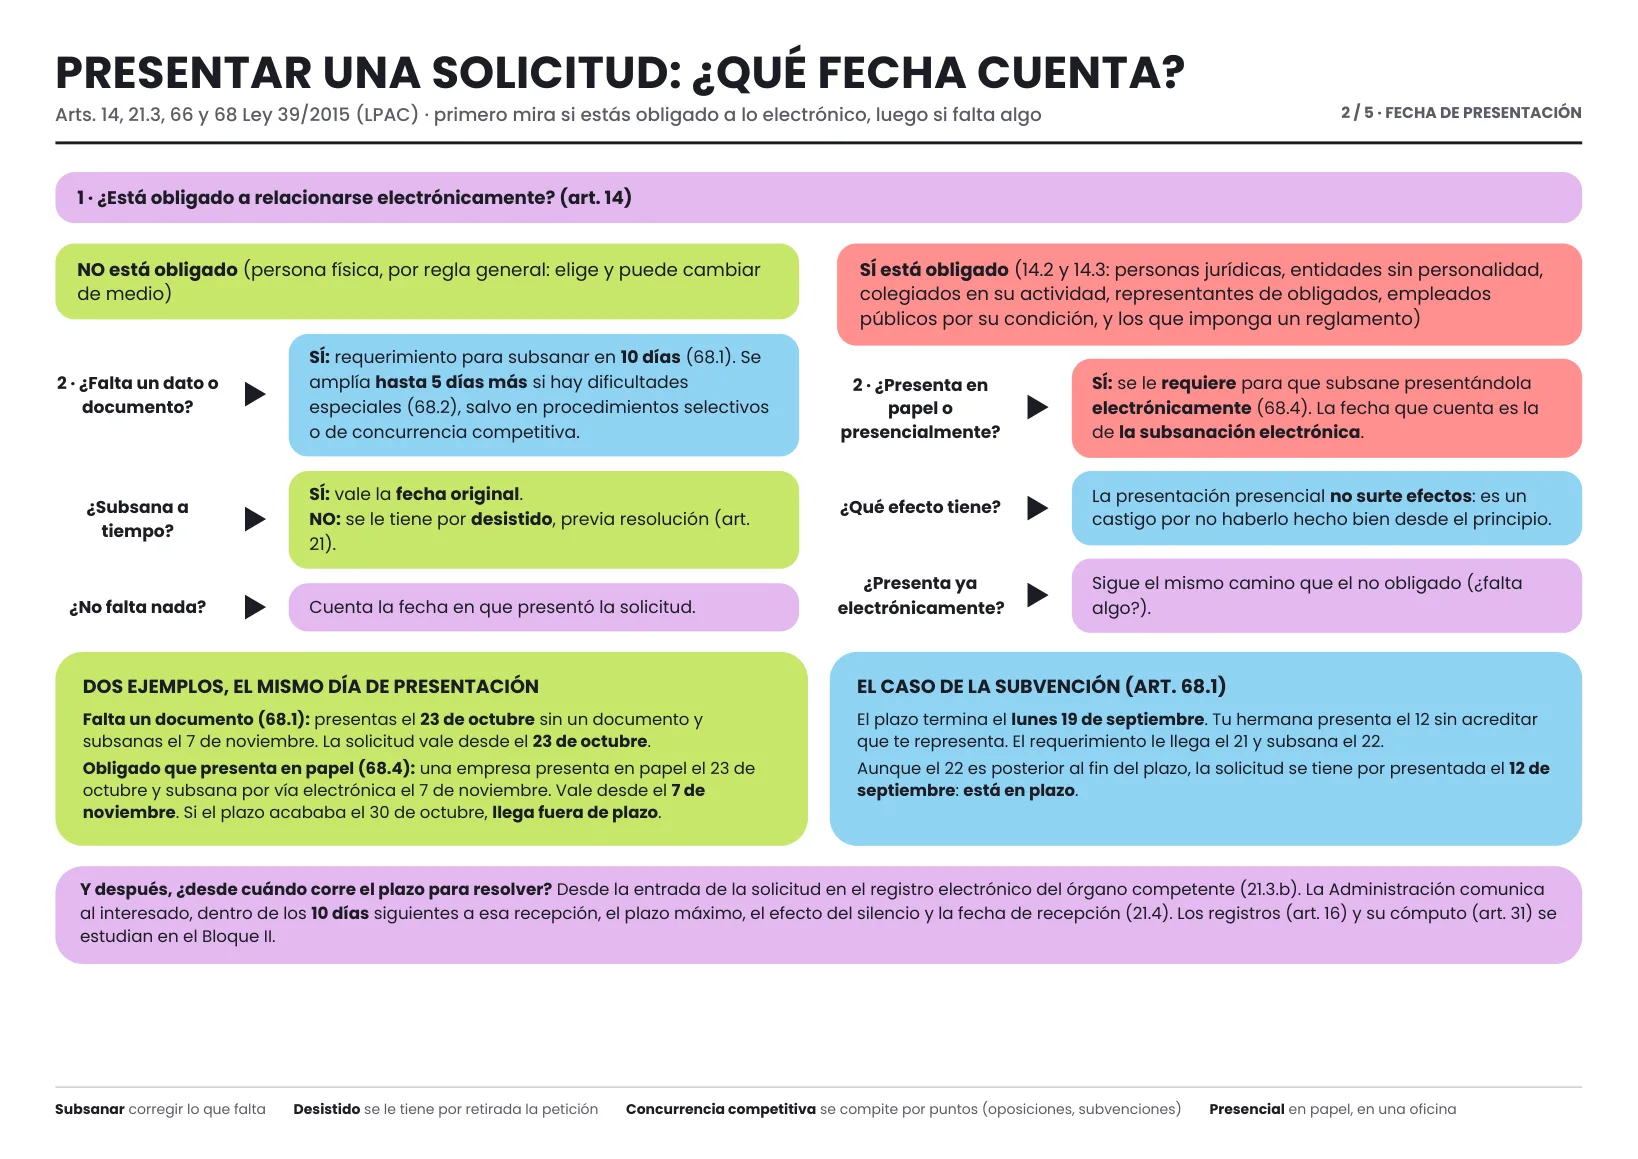 PRESENTAR UNA SOLICITUD: ¿QUÉ FECHA CUENTA?
Arts. 14, 21.3, 66 y 68 Ley 39/2015 (LPAC) · primero mira si estás obligado a lo electrónico, luego si falta algo
2 / 5 · FECHA DE PRESENTACIÓN
1 · ¿Está obligado a relacionarse electrónicamente? (art. 14)
NO está obligado (persona física, por regla general: elige y puede cambiar
de medio)
2 · ¿Falta un dato o
documento?
SÍ: requerimiento para subsanar en 10 días (68.1). Se
amplía hasta 5 días más si hay dificultades
especiales (68.2), salvo en procedimientos selectivos
o de concurrencia competitiva.
¿Subsana a
tiempo?
SÍ: vale la fecha original.
NO: se le tiene por desistido, previa resolución (art.
21).
¿No falta nada?
Cuenta la fecha en que presentó la solicitud.
SÍ está obligado (14.2 y 14.3: personas jurídicas, entidades sin personalidad,
colegiados en su actividad, representantes de obligados, empleados
públicos por su condición, y los que imponga un reglamento)
2 · ¿Presenta en
papel o
presencialmente?
SÍ: se le requiere para que subsane presentándola
electrónicamente (68.4). La fecha que cuenta es la
de la subsanación electrónica.
¿Qué efecto tiene?
La presentación presencial no surte efectos: es un
castigo por no haberlo hecho bien desde el principio.
¿Presenta ya
electrónicamente?
Sigue el mismo camino que el no obligado (¿falta
algo?).
DOS EJEMPLOS, EL MISMO DÍA DE PRESENTACIÓN
Falta un documento (68.1): presentas el 23 de octubre sin un documento y
subsanas el 7 de noviembre. La solicitud vale desde el 23 de octubre.
Obligado que presenta en papel (68.4): una empresa presenta en papel el 23 de
octubre y subsana por vía electrónica el 7 de noviembre. Vale desde el 7 de
noviembre. Si el plazo acababa el 30 de octubre, llega fuera de plazo.
EL CASO DE LA SUBVENCIÓN (ART. 68.1)
El plazo termina el lunes 19 de septiembre. Tu hermana presenta el 12 sin acreditar
que te representa. El requerimiento le llega el 21 y subsana el 22.
Aunque el 22 es posterior al fin del plazo, la solicitud se tiene por presentada el 12 de
septiembre: está en plazo.
Y después, ¿desde cuándo corre el plazo para resolver? Desde la entrada de la solicitud en el registro electrónico del órgano competente (21.3.b). La Administración comunica
al interesado, dentro de los 10 días siguientes a esa recepción, el plazo máximo, el efecto del silencio y la fecha de recepción (21.4). Los registros (art. 16) y su cómputo (art. 31) se
estudian en el Bloque II.
Subsanar corregir lo que falta
Desistido se le tiene por retirada la petición
Concurrencia competitiva se compite por puntos (oposiciones, subvenciones)
Presencial en papel, en una oficina